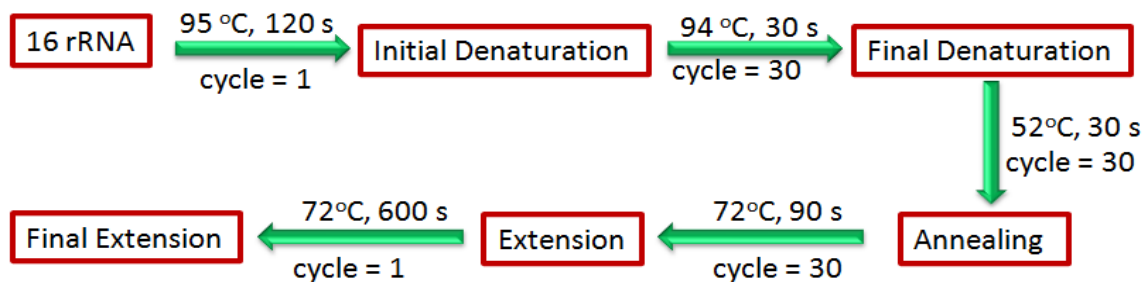 16 rRNA
95 °C, 120 s
cycle = 1
Initial Denaturation
94 °C, 30 s
cycle = 30
Final Denaturation
52°C, 30 s
cycle = 30
Annealing
72°C, 90 s
cycle = 30
Extension
72°C, 600 s
cycle = 1
Final Extension